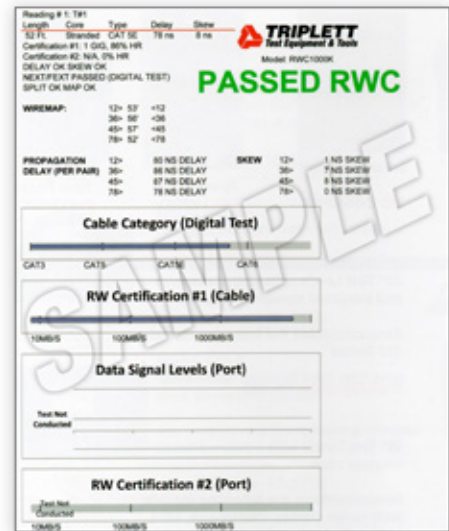 Reading # 1: T#1
Length Core Type Delay Skew
52 Ft. Stranded CAT 5E 78 ns 8 ns
Certification #1: 1 GIG, 86% HR
Certification #2: N/A, 0% HR
DELAY OK SKEW OK
NEXT/FEXT PASSED (DIGITAL TEST)
SPLIT OK MAP OK
TRIPLETT
Test Equipment & Tools
Model: RWC1000K
PASSED RWC
WIREMAP: 12> 53' <12
36> 56' <36
45> 57' <45
78> 52' <78
PROPAGATION 12> 80 NS DELAY SKEW 12> 1 NS SKEW
DELAY (PER PAIR) 36> 86 NS DELAY 36> 7 NS SKEW
45> 87 NS DELAY 45> 8 NS SKEW
78> 78 NS DELAY 78> 0 NS SKEW
Cable Category (Digital Test)
CAT3 CAT5 CAT5E CAT6
RW Certification #1 (Cable)
10MB/S 100MB/S 1000MB/S
Data Signal Levels (Port)
Test Not
Conducted
RW Certification #2 (Port)
Test Not
Conducted
10MB/S 100MB/S 1000MB/S
SAMPLE